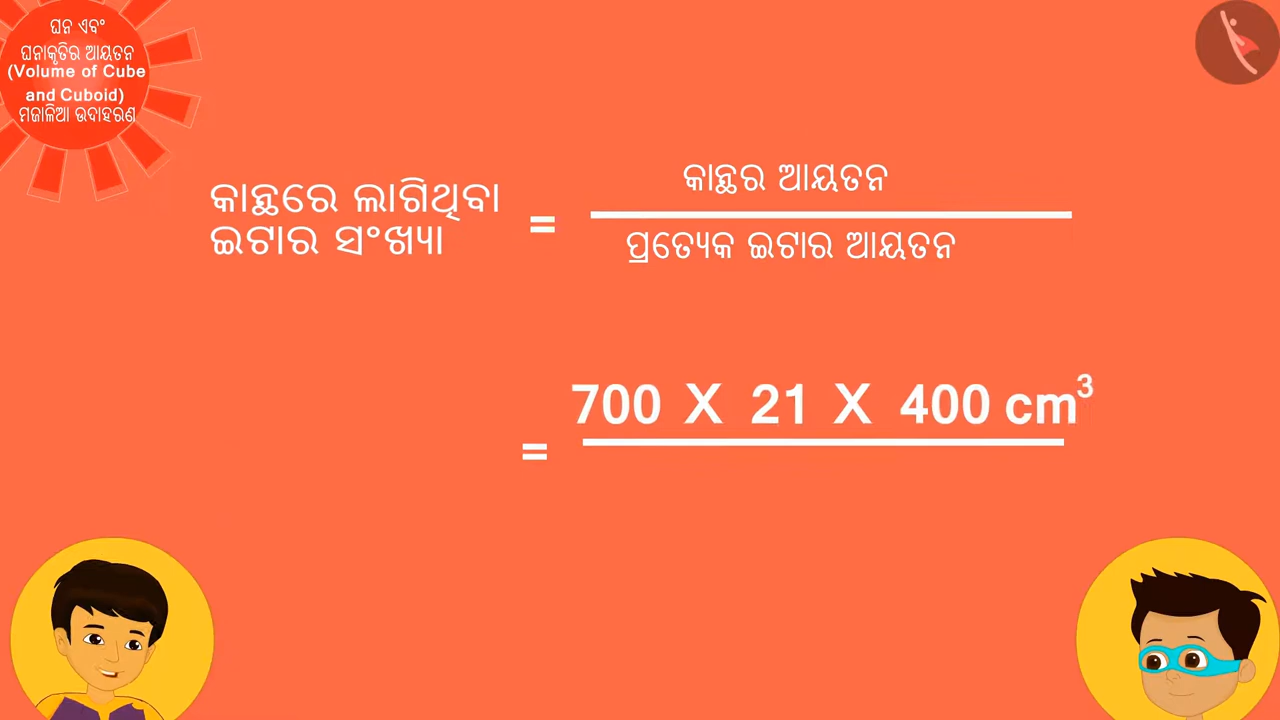 ଘନ ଏବଂ
ଘନାକୃତିର ଆୟତନ
(Volume of Cube
and Cuboid)
ମଜାଳିଆ ଉଦାହରଣ
କାନ୍ଥରେ ଲାଗିଥିବା
ଇଟାର ସଂଖ୍ୟା
=
କାନ୍ଥର ଆୟତନ
ପ୍ରତ୍ୟେକ ଇଟାର ଆୟତନ
700 X 21 X 400 cm³
=